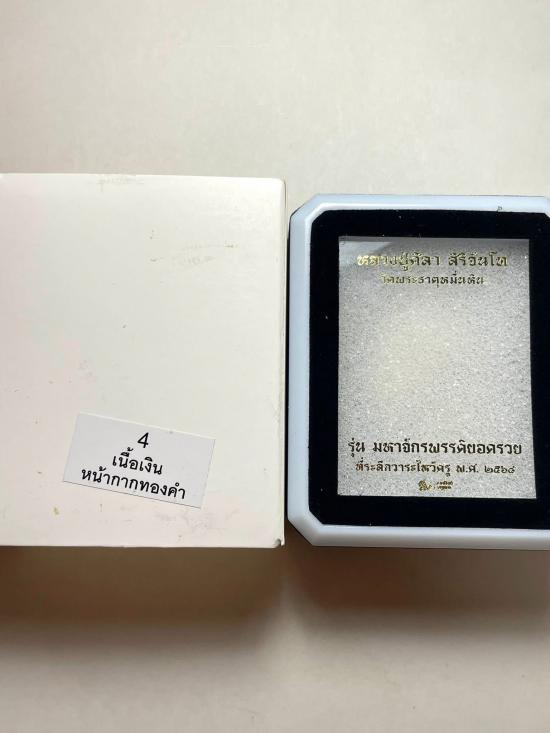 4
เนื้อเงิน
หน้ากากทองคำ
หลวงปู่ศิลา สิริจันโท
วัดพระธาตุหมื่นหิน
รุ่น มหาจักรพรรดิยอดรวย
ที่ระลึกวาระไหว้ครู พ.ศ. ๒๕๖๘